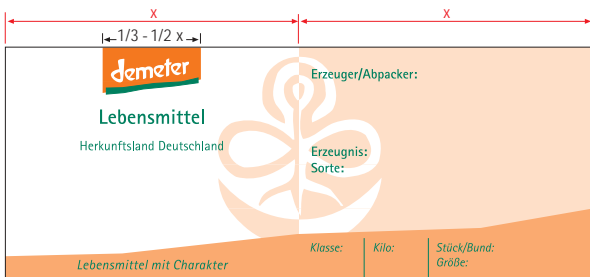 x
x
1/3 - 1/2 x
demeter
Lebensmittel
Herkunftsland Deutschland
Erzeuger/Abpacker:
Erzeugnis:
Sorte:
Klasse:
Kilo:
Stück/Bund:
Größe:
Lebensmittel mit Charakter